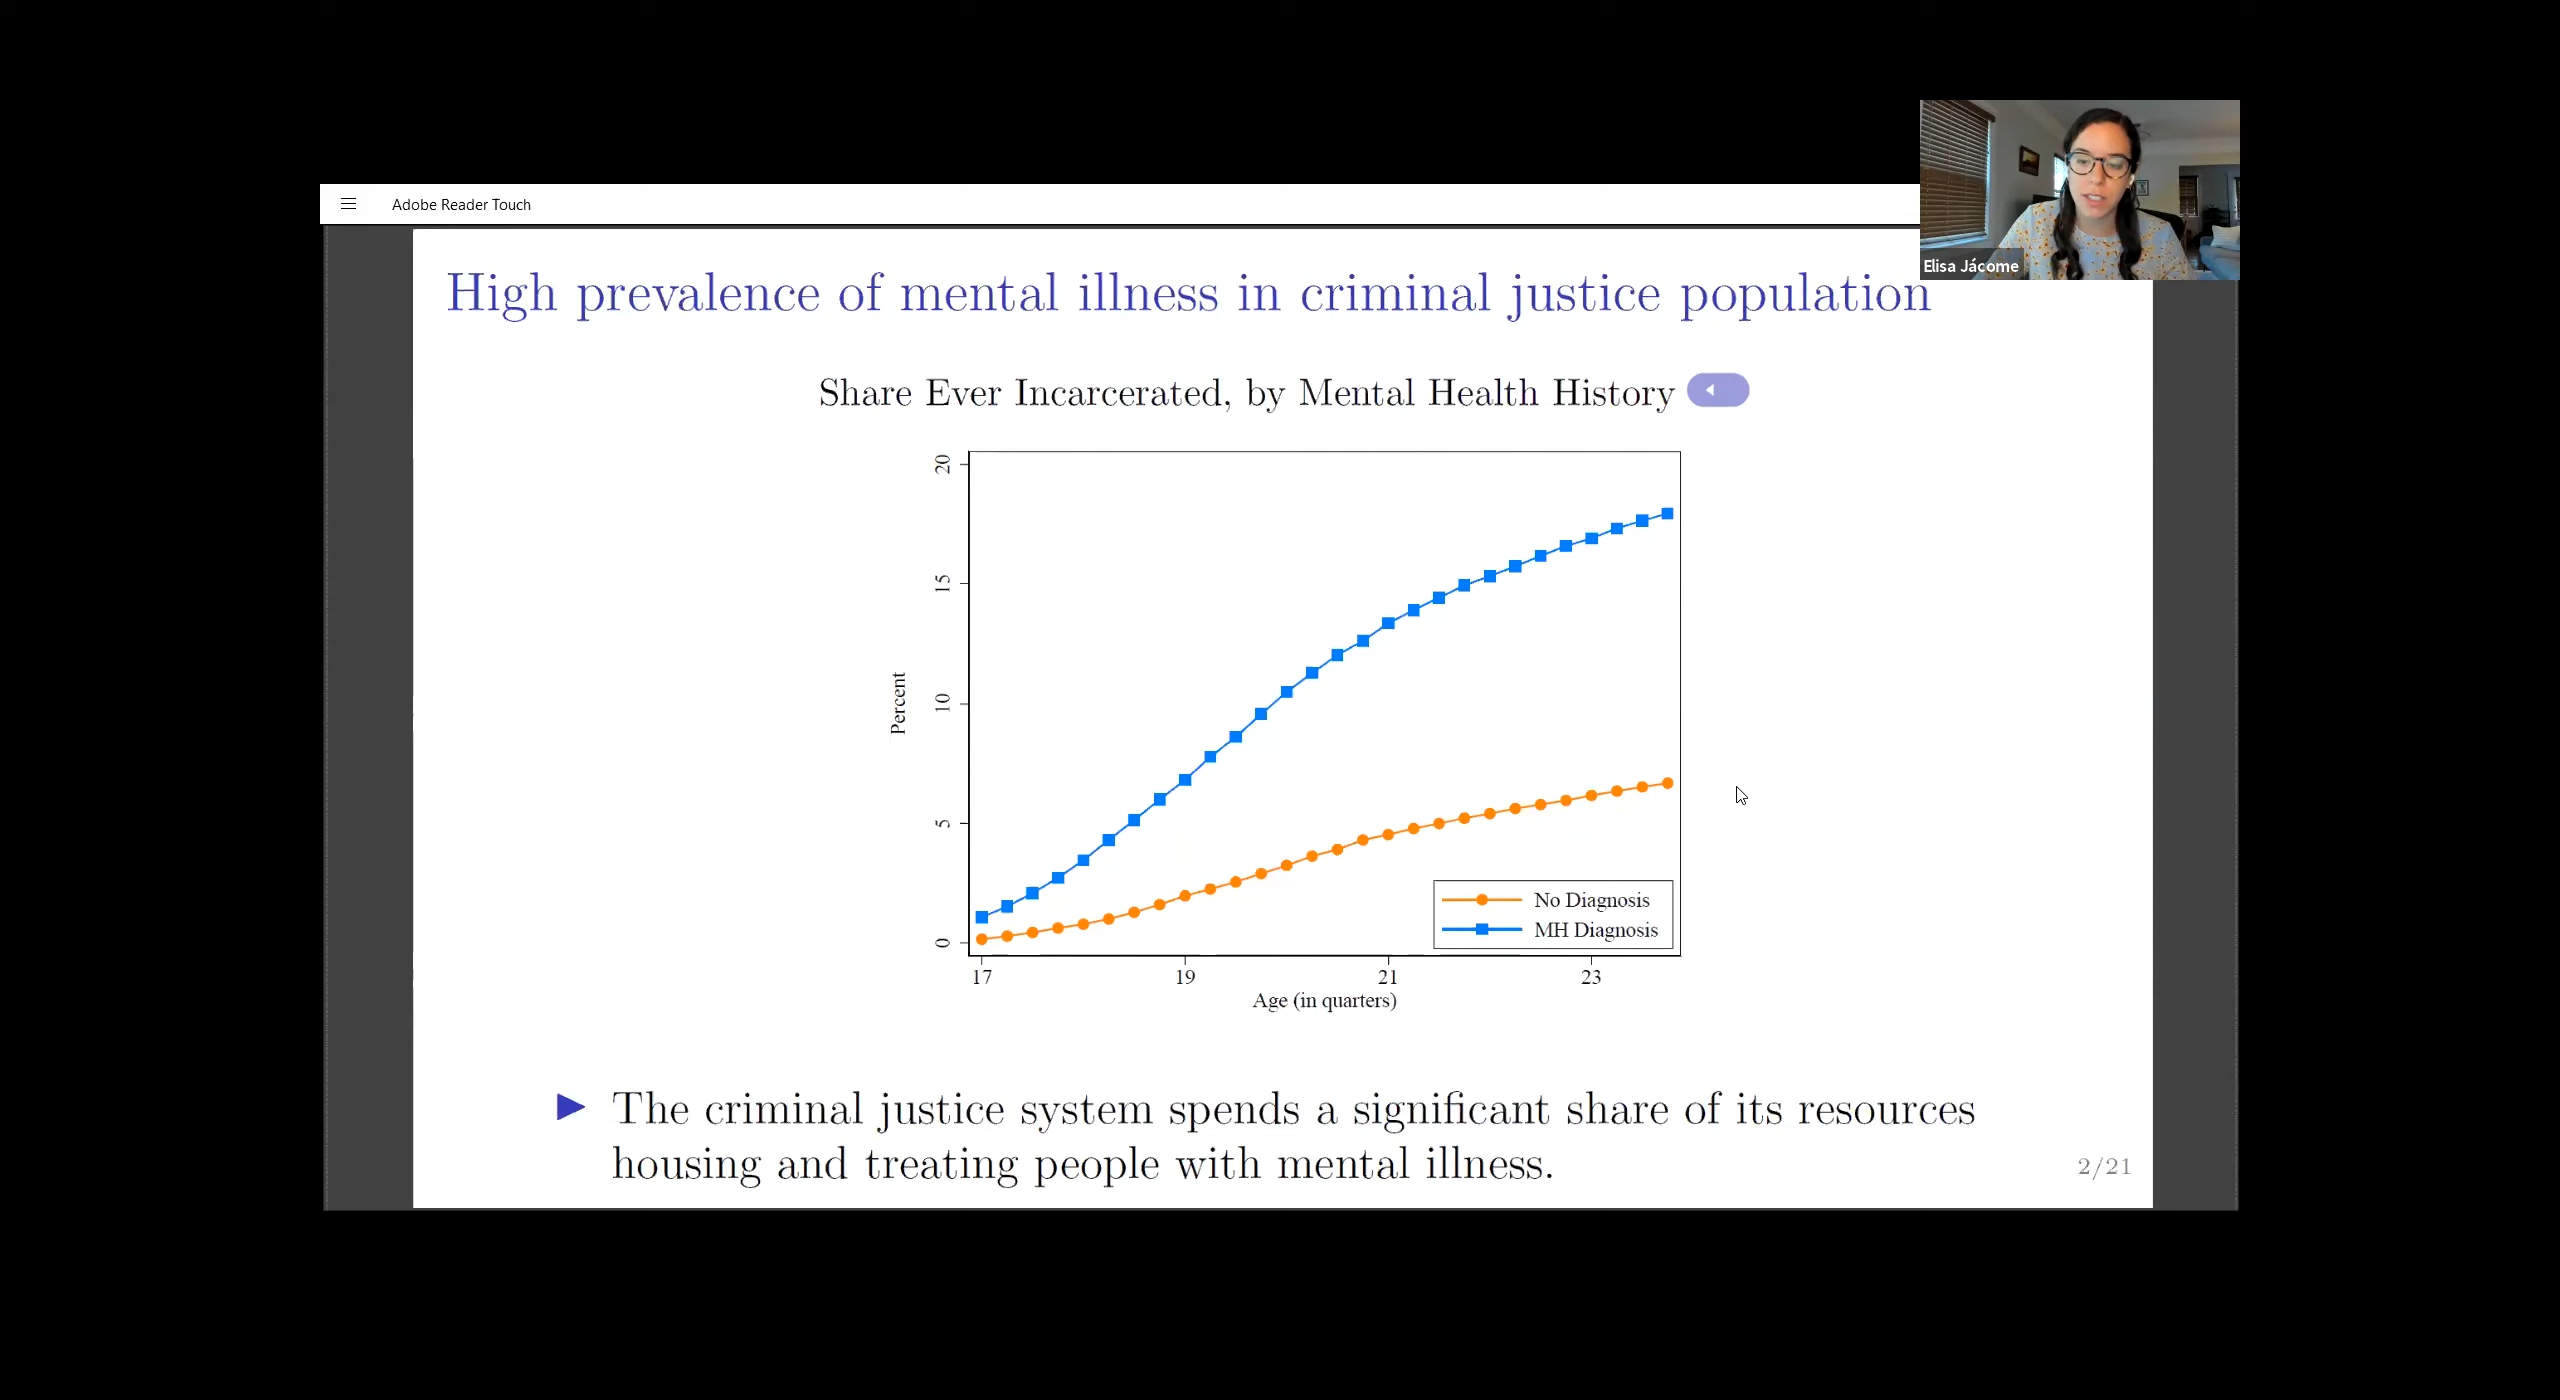 Adobe Reader Touch
Elisa Jácome
High prevalence of mental illness in criminal justice population
Share Ever Incarcerated, by Mental Health History
20
15
10
5
0
Percent
17 19 21 23
Age (in quarters)
No Diagnosis
MH Diagnosis
The criminal justice system spends a significant share of its resources
housing and treating people with mental illness.
2/21